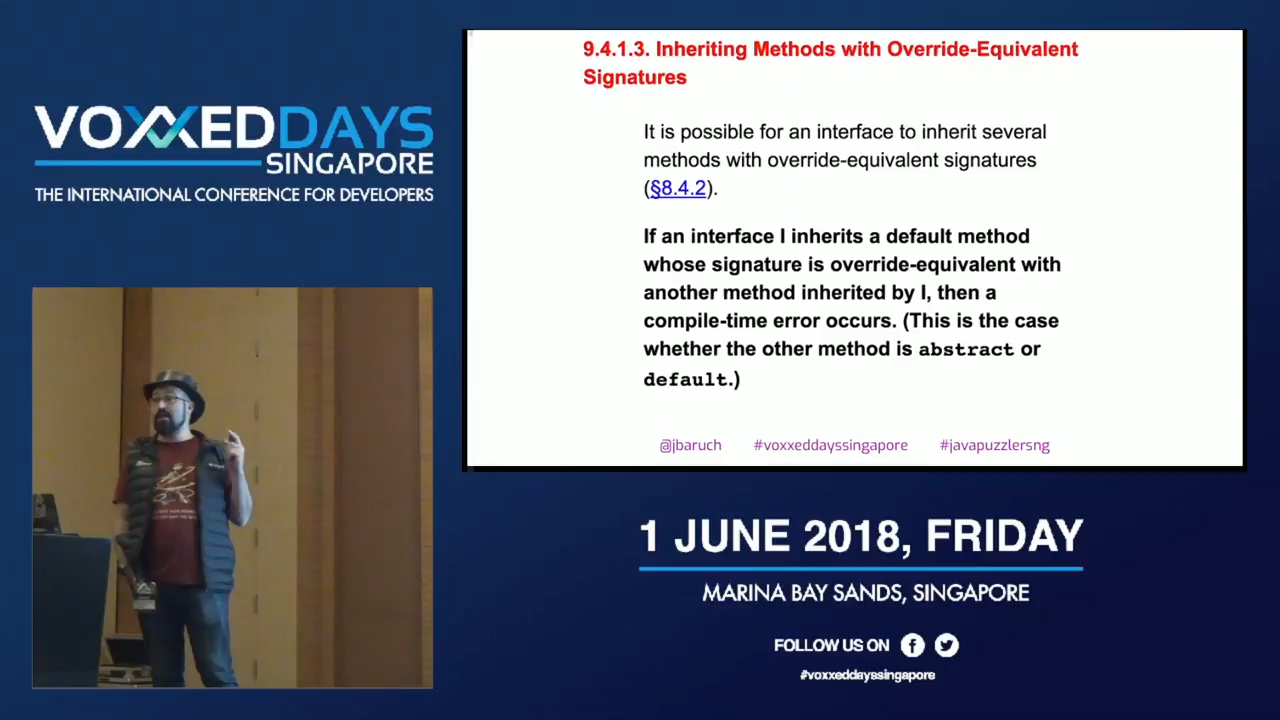 VOXXEDDAYS
SINGAPORE
THE INTERNATIONAL CONFERENCE FOR DEVELOPERS
9.4.1.3. Inheriting Methods with Override-Equivalent
Signatures
It is possible for an interface to inherit several
methods with override-equivalent signatures
(§8.4.2).
If an interface I inherits a default method
whose signature is override-equivalent with
another method inherited by I, then a
compile-time error occurs. (This is the case
whether the other method is abstract or
default.)
@jbaruch #voxxeddayssingapore #javapuzzlersng
1 JUNE 2018, FRIDAY
MARINA BAY SANDS, SINGAPORE
FOLLOW US ON
#voxxeddayssingapore